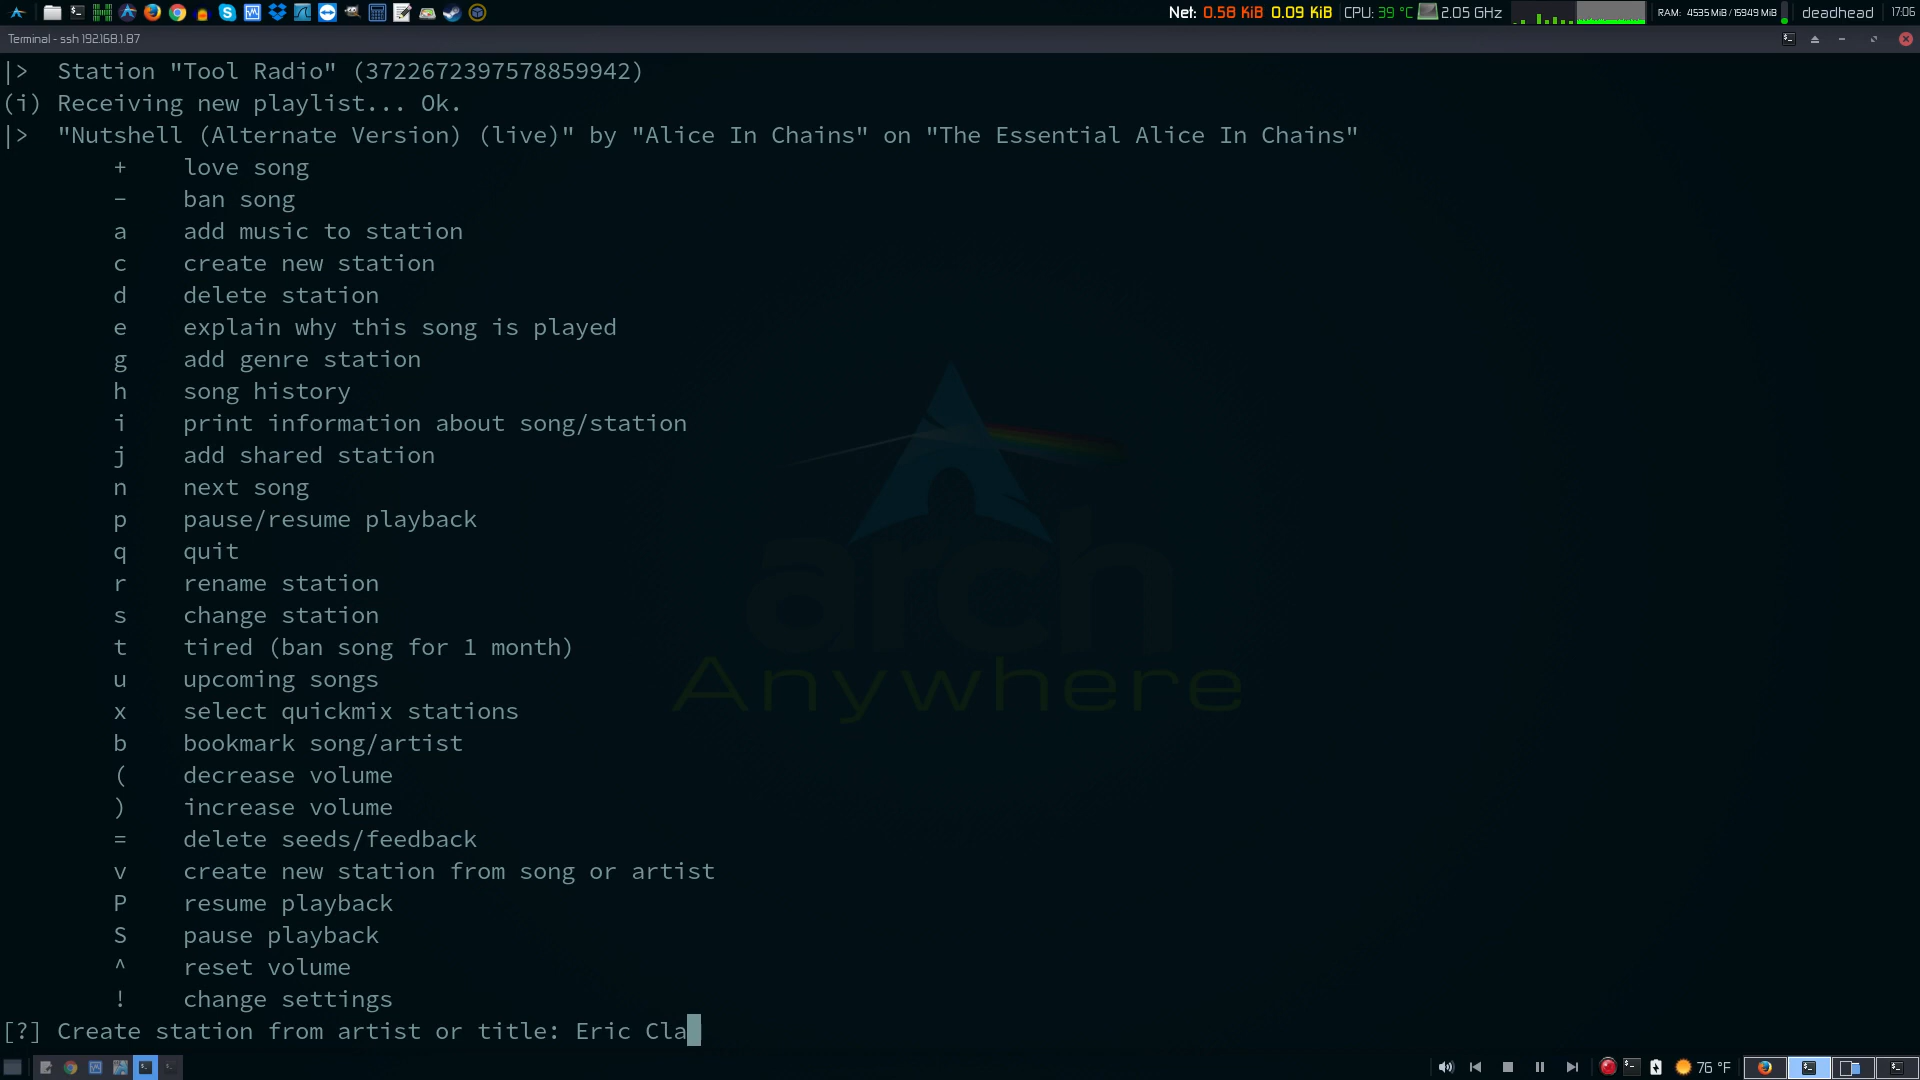 Net: 0.58 KiB 0.09 KiB CPU: 39 °C 2.05 GHz RAM: 4535 MiB / 15949 MiB deadhead 17:06
Terminal - ssh 192.168.1.87
|>  Station "Tool Radio" (3722672397578859942)
(i) Receiving new playlist... Ok.
|>  "Nutshell (Alternate Version) (live)" by "Alice In Chains" on "The Essential Alice In Chains"
+    love song
-    ban song
a    add music to station
c    create new station
d    delete station
e    explain why this song is played
g    add genre station
h    song history
i    print information about song/station
j    add shared station
n    next song
p    pause/resume playback
q    quit
r    rename station
s    change station
t    tired (ban song for 1 month)
u    upcoming songs
x    select quickmix stations
b    bookmark song/artist
(    decrease volume
)    increase volume
=    delete seeds/feedback
v    create new station from song or artist
P    resume playback
S    pause playback
^    reset volume
!    change settings
[?] Create station from artist or title: Eric Cla
arch
Anywhere
76 °F